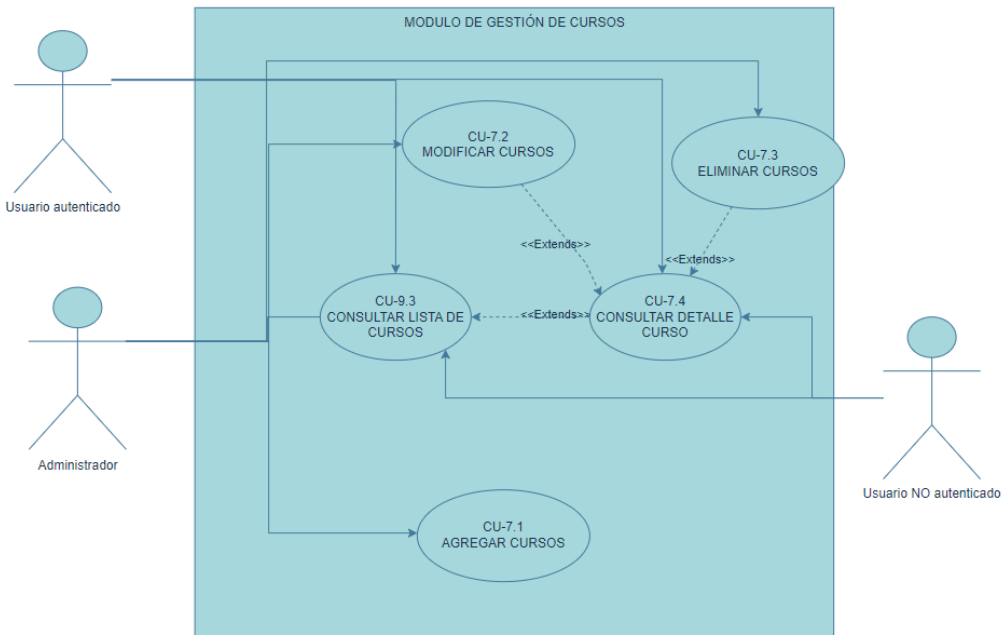 MODULO DE GESTIÓN DE CURSOS
Usuario autenticado
CU-7.2
MODIFICAR CURSOS
CU-7.3
ELIMINAR CURSOS
<<Extends>>
<<Extends>>
CU-9.3
CONSULTAR LISTA DE
CURSOS
<<Extends>>
CU-7.4
CONSULTAR DETALLE
CURSO
Administrador
Usuario NO autenticado
CU-7.1
AGREGAR CURSOS